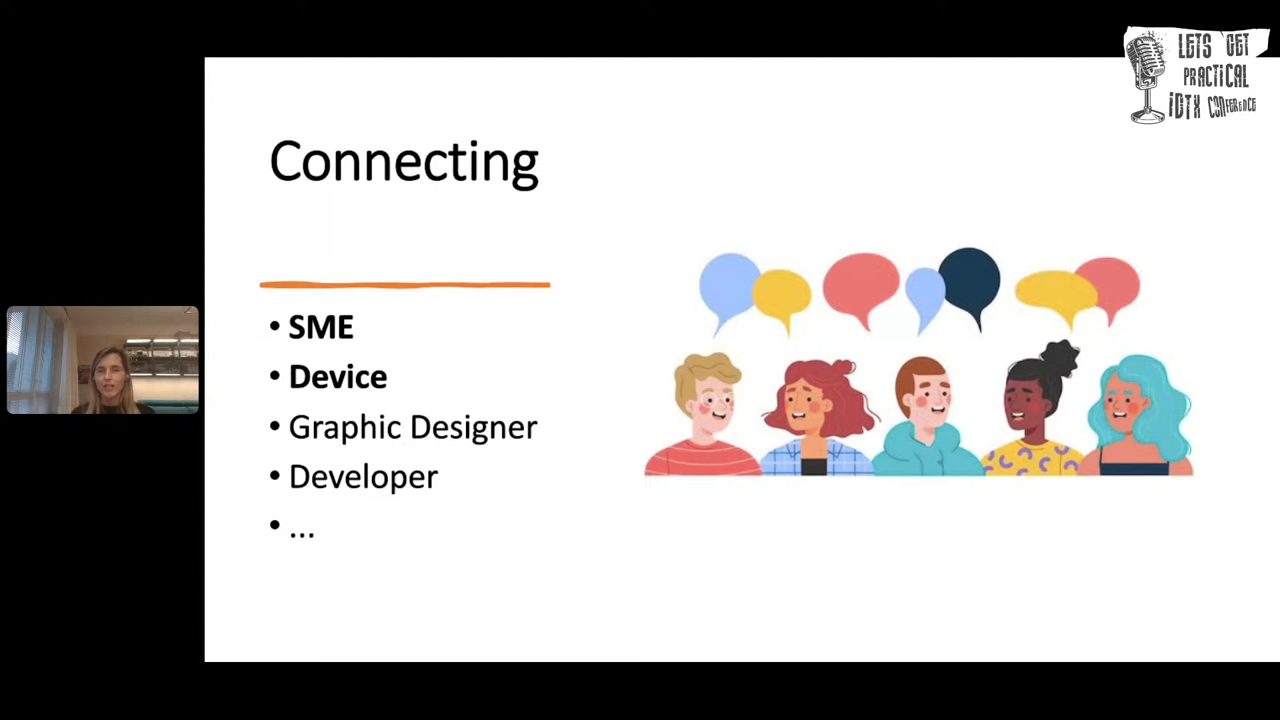 LETS GET
PRACTICAL
iDTX CONFERENCE
Connecting
• SME
• Device
• Graphic Designer
• Developer
• ...